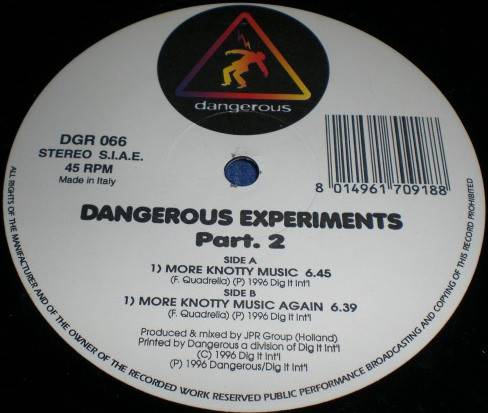 dangerous
DGR 066
STEREO S.I.A.E.
45 RPM
Made in Italy
8 014961 709188
DANGEROUS EXPERIMENTS
Part. 2
SIDE A
1) MORE KNOTTY MUSIC 6.45
(F. Quadrella) (P) 1996 Dig It Int'l
SIDE B
1) MORE KNOTTY MUSIC AGAIN 6.39
(F. Quadrella) (P) 1996 Dig It Int'l
Produced & mixed by JPR Group (Holland)
Printed by Dangerous a division of Dig It Int'l
(C) 1996 Dig It Int'l
(P) 1996 Dangerous/Dig It Int'l
ALL RIGHTS OF THE MANIFACTURER AND OF THE OWNER OF THE RECORDED WORK RESERVED PUBLIC PERFORMANCE BROADCASTING AND COPYING OF THIS RECORD PROHIBITED